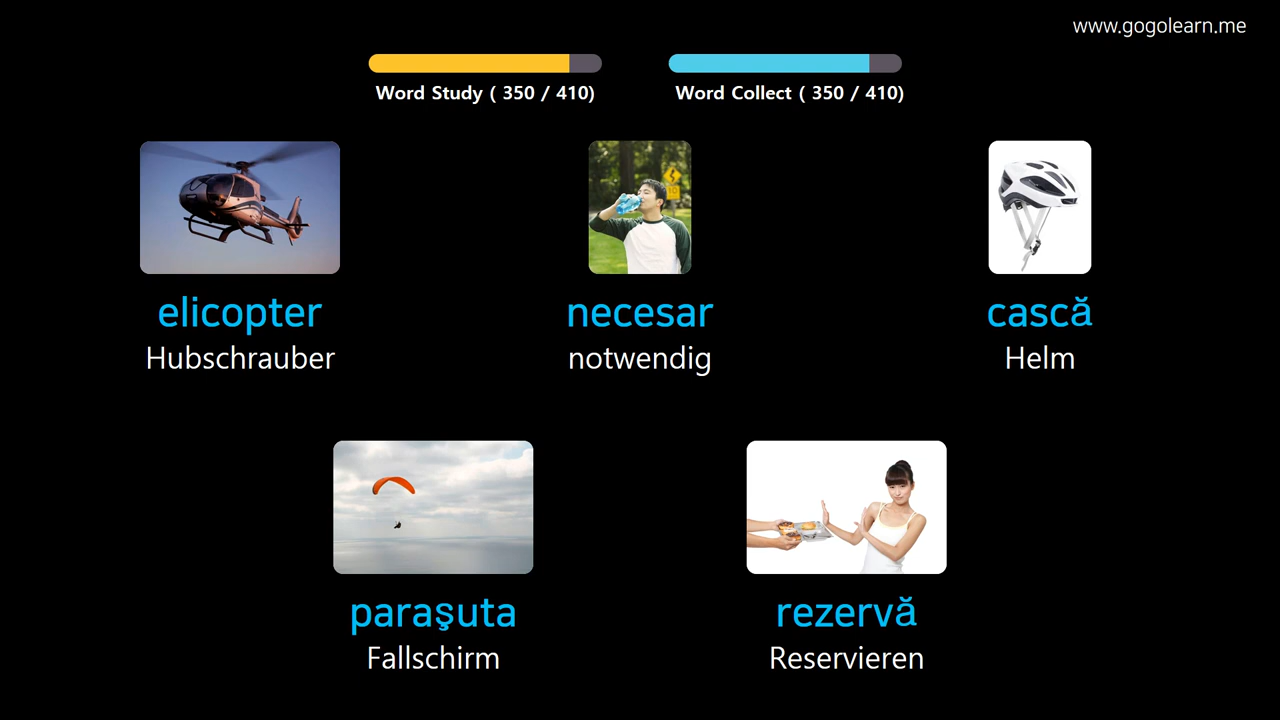 www.gogolearn.me
Word Study ( 350 / 410)
Word Collect ( 350 / 410)
elicopter
Hubschrauber
necesar
notwendig
cască
Helm
paraşuta
Fallschirm
rezervă
Reservieren